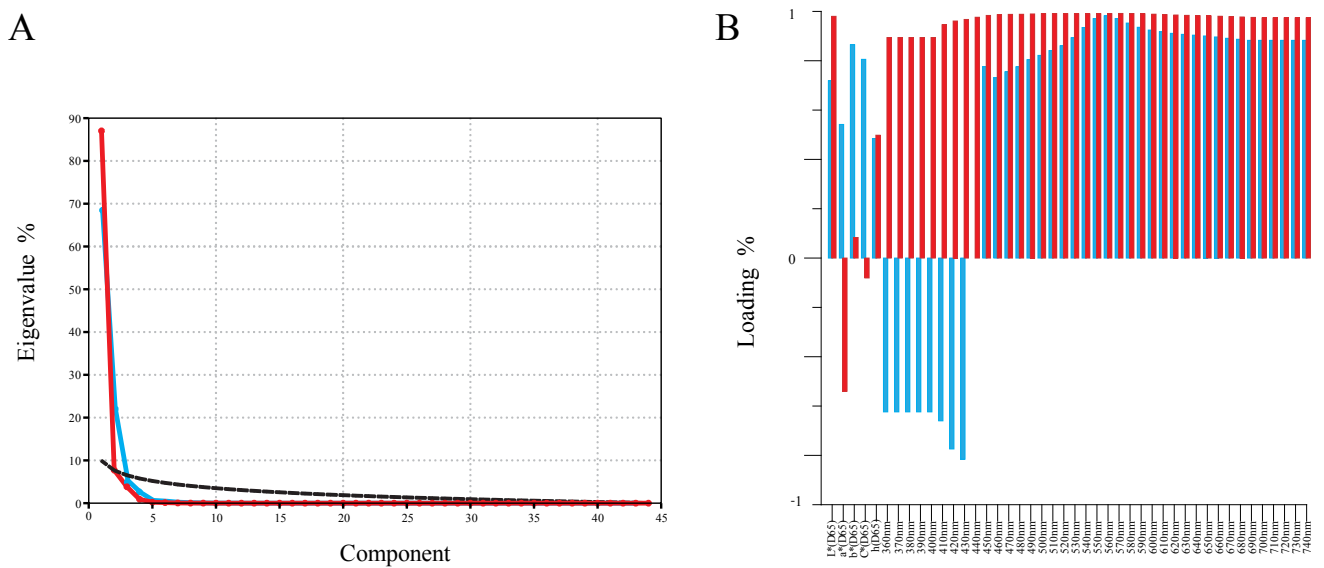 A
B
90
80
70
60
50
40
30
20
10
0
Eigenvalue %
0
5
10
15
20
25
30
35
40
45
Component
1
0
-1
Loading %
L*(D65)
a*(D65)
b*(D65)
C*(D65)
h(D65)
360nm
370nm
380nm
390nm
400nm
410nm
420nm
430nm
440nm
450nm
460nm
470nm
480nm
490nm
500nm
510nm
520nm
530nm
540nm
550nm
560nm
570nm
580nm
590nm
600nm
610nm
620nm
630nm
640nm
650nm
660nm
670nm
680nm
690nm
700nm
710nm
720nm
730nm
740nm